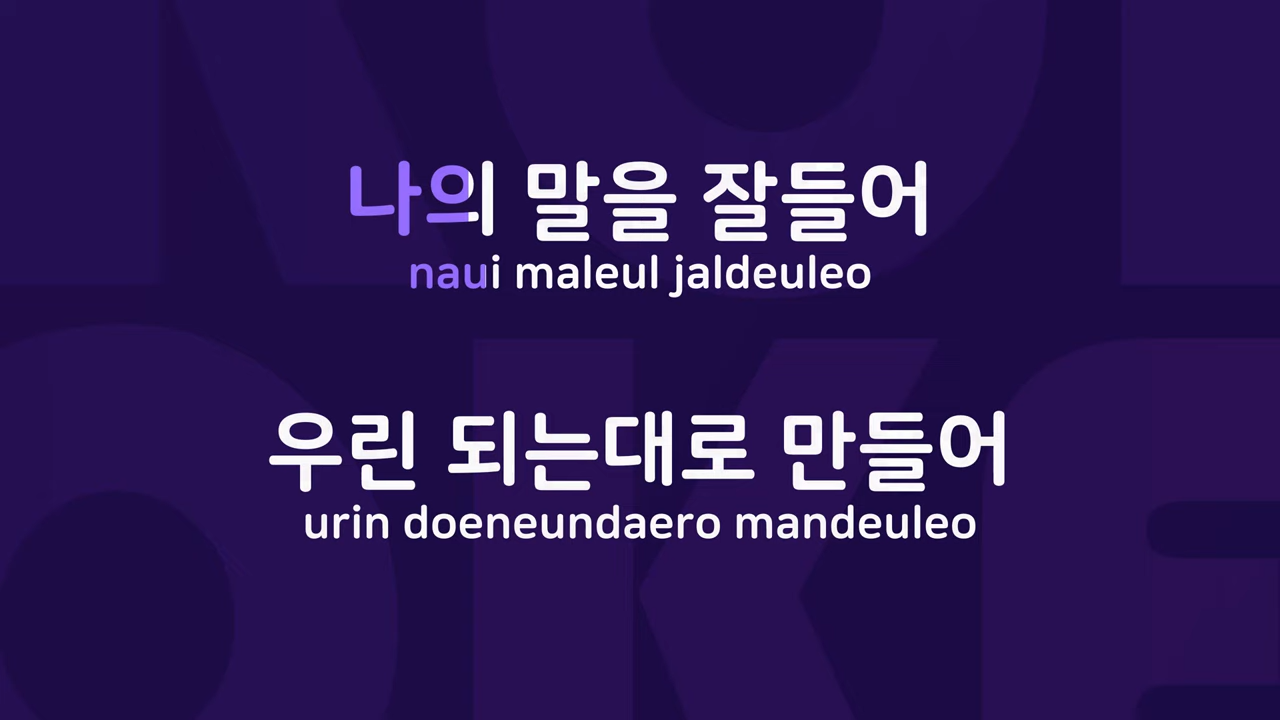 나의 말을 잘들어
naui maleul jaldeuleo
우린 되는대로 만들어
urin doeneundaero mandeuleo